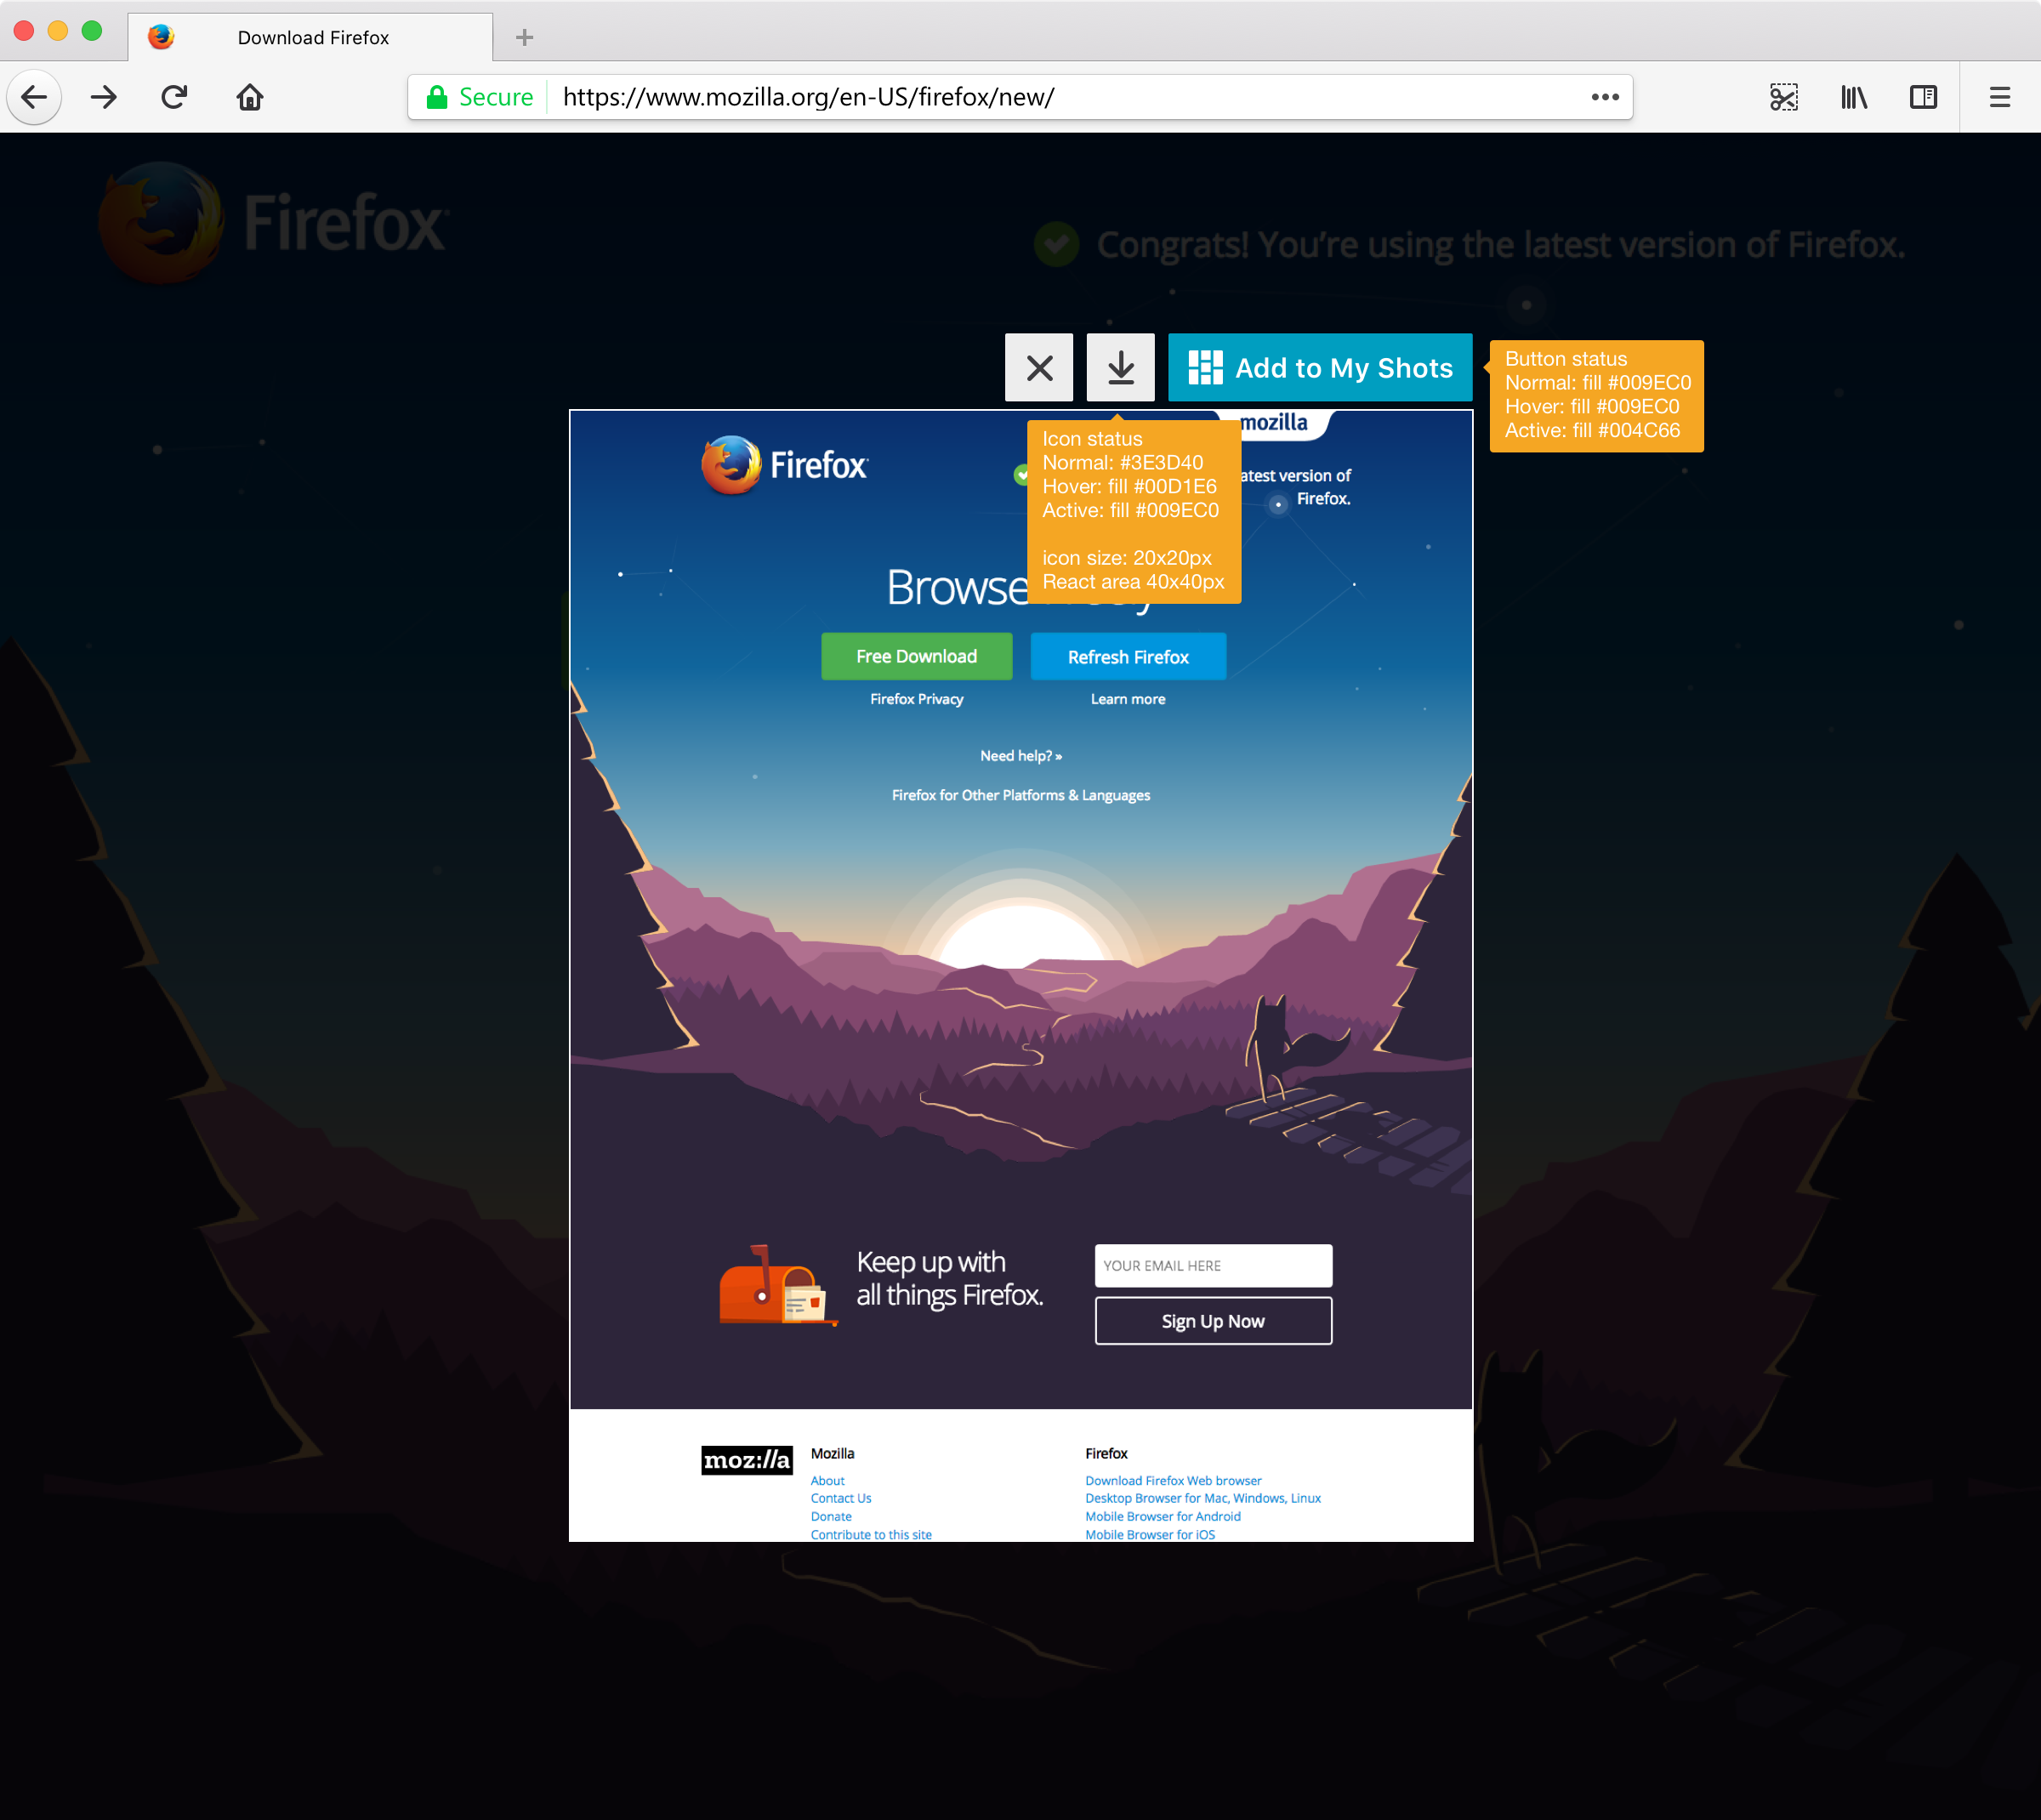 Download Firefox
Secure
https://www.mozilla.org/en-US/firefox/new/
Firefox
Congrats! You’re using the latest version of Firefox.
Add to My Shots
Button status
Normal: fill #009EC0
Hover: fill #009EC0
Active: fill #004C66
mozilla
Firefox
Icon status
Normal: #3E3D40
Hover: fill #00D1E6
Active: fill #009EC0
icon size: 20x20px
React area 40x40px
atest version of
Firefox.
Browse
Free Download
Refresh Firefox
Firefox Privacy
Learn more
Need help? »
Firefox for Other Platforms & Languages
Keep up with
all things Firefox.
YOUR EMAIL HERE
Sign Up Now
moz://a
Mozilla
About
Contact Us
Donate
Contribute to this site
Firefox
Download Firefox Web browser
Desktop Browser for Mac, Windows, Linux
Mobile Browser for Android
Mobile Browser for iOS